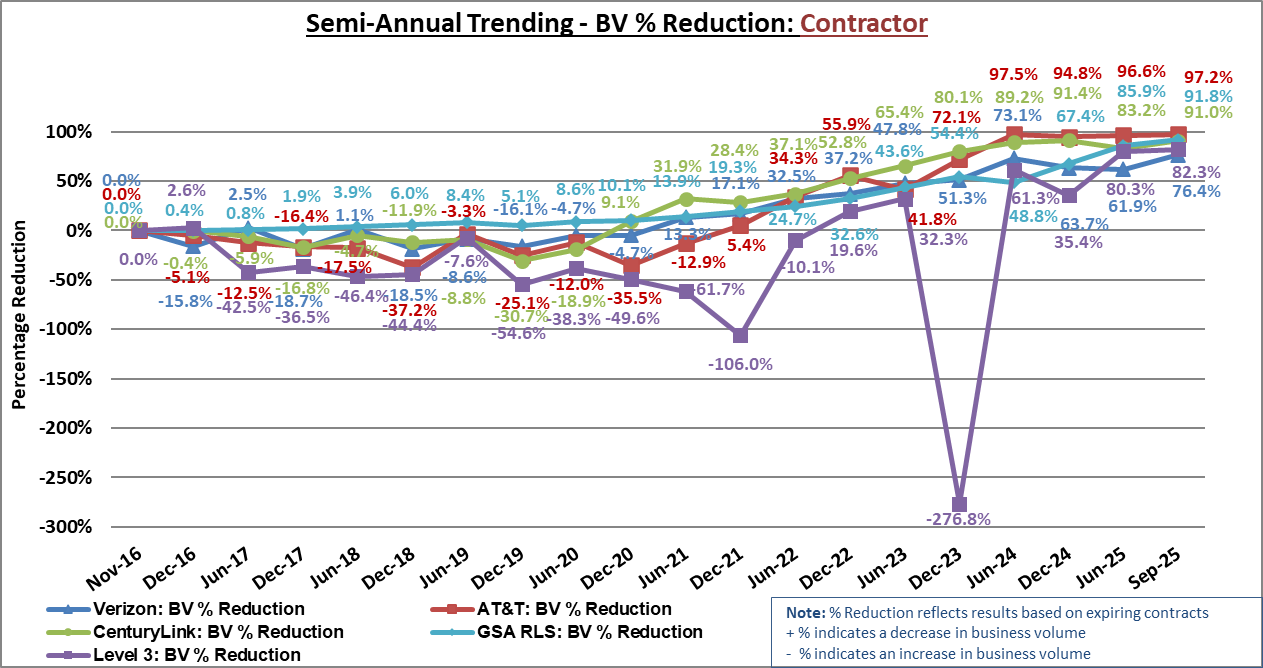 Semi-Annual Trending - BV % Reduction: Contractor
97.5% 94.8% 96.6% 97.2%
80.1% 89.2% 91.4% 85.9% 91.8%
65.4% 72.1% 73.1% 67.4% 83.2% 91.0%
55.9% 47.8% 54.4%
31.9% 28.4% 37.1% 52.8% 43.6%
13.9% 19.3% 34.3% 37.2%
17.1% 32.5%
0.0% 2.6% 2.5% 1.9% 3.9% 6.0% 8.4% 5.1% 8.6% 10.1%
0.0% 0.4% 0.8% -16.4% 1.1% -11.9% -3.3% -16.1% -4.7% 9.1%
0.0%
0.0%
0.0% -0.4% -5.9% -4.7% -7.6% -4.7% 13.3% 5.4% 24.7% 32.6% 41.8% 51.3% 61.3% 63.7% 80.3% 82.3%
-5.1% -17.5% -8.6% -12.9% -10.1% 19.6% 32.3% 48.8% 35.4% 61.9% 76.4%
-15.8% -12.5% -16.8% -46.4% -18.5% -8.8% -25.1% -12.0% -35.5% -61.7%
-42.5% -18.7% -37.2% -30.7% -18.9% -49.6%
-36.5% -44.4% -54.6% -38.3%
-106.0%
-276.8%
100%
50%
0%
-50%
-100%
-150%
-200%
-250%
-300%
Percentage Reduction
Nov-16 Dec-16 Jun-17 Dec-17 Jun-18 Dec-18 Jun-19 Dec-19 Jun-20 Dec-20 Jun-21 Dec-21 Jun-22 Dec-22 Jun-23 Dec-23 Jun-24 Dec-24 Jun-25 Sep-25
Verizon: BV % Reduction AT&T: BV % Reduction
CenturyLink: BV % Reduction GSA RLS: BV % Reduction
Level 3: BV % Reduction
Note: % Reduction reflects results based on expiring contracts
+ % indicates a decrease in business volume
- % indicates an increase in business volume